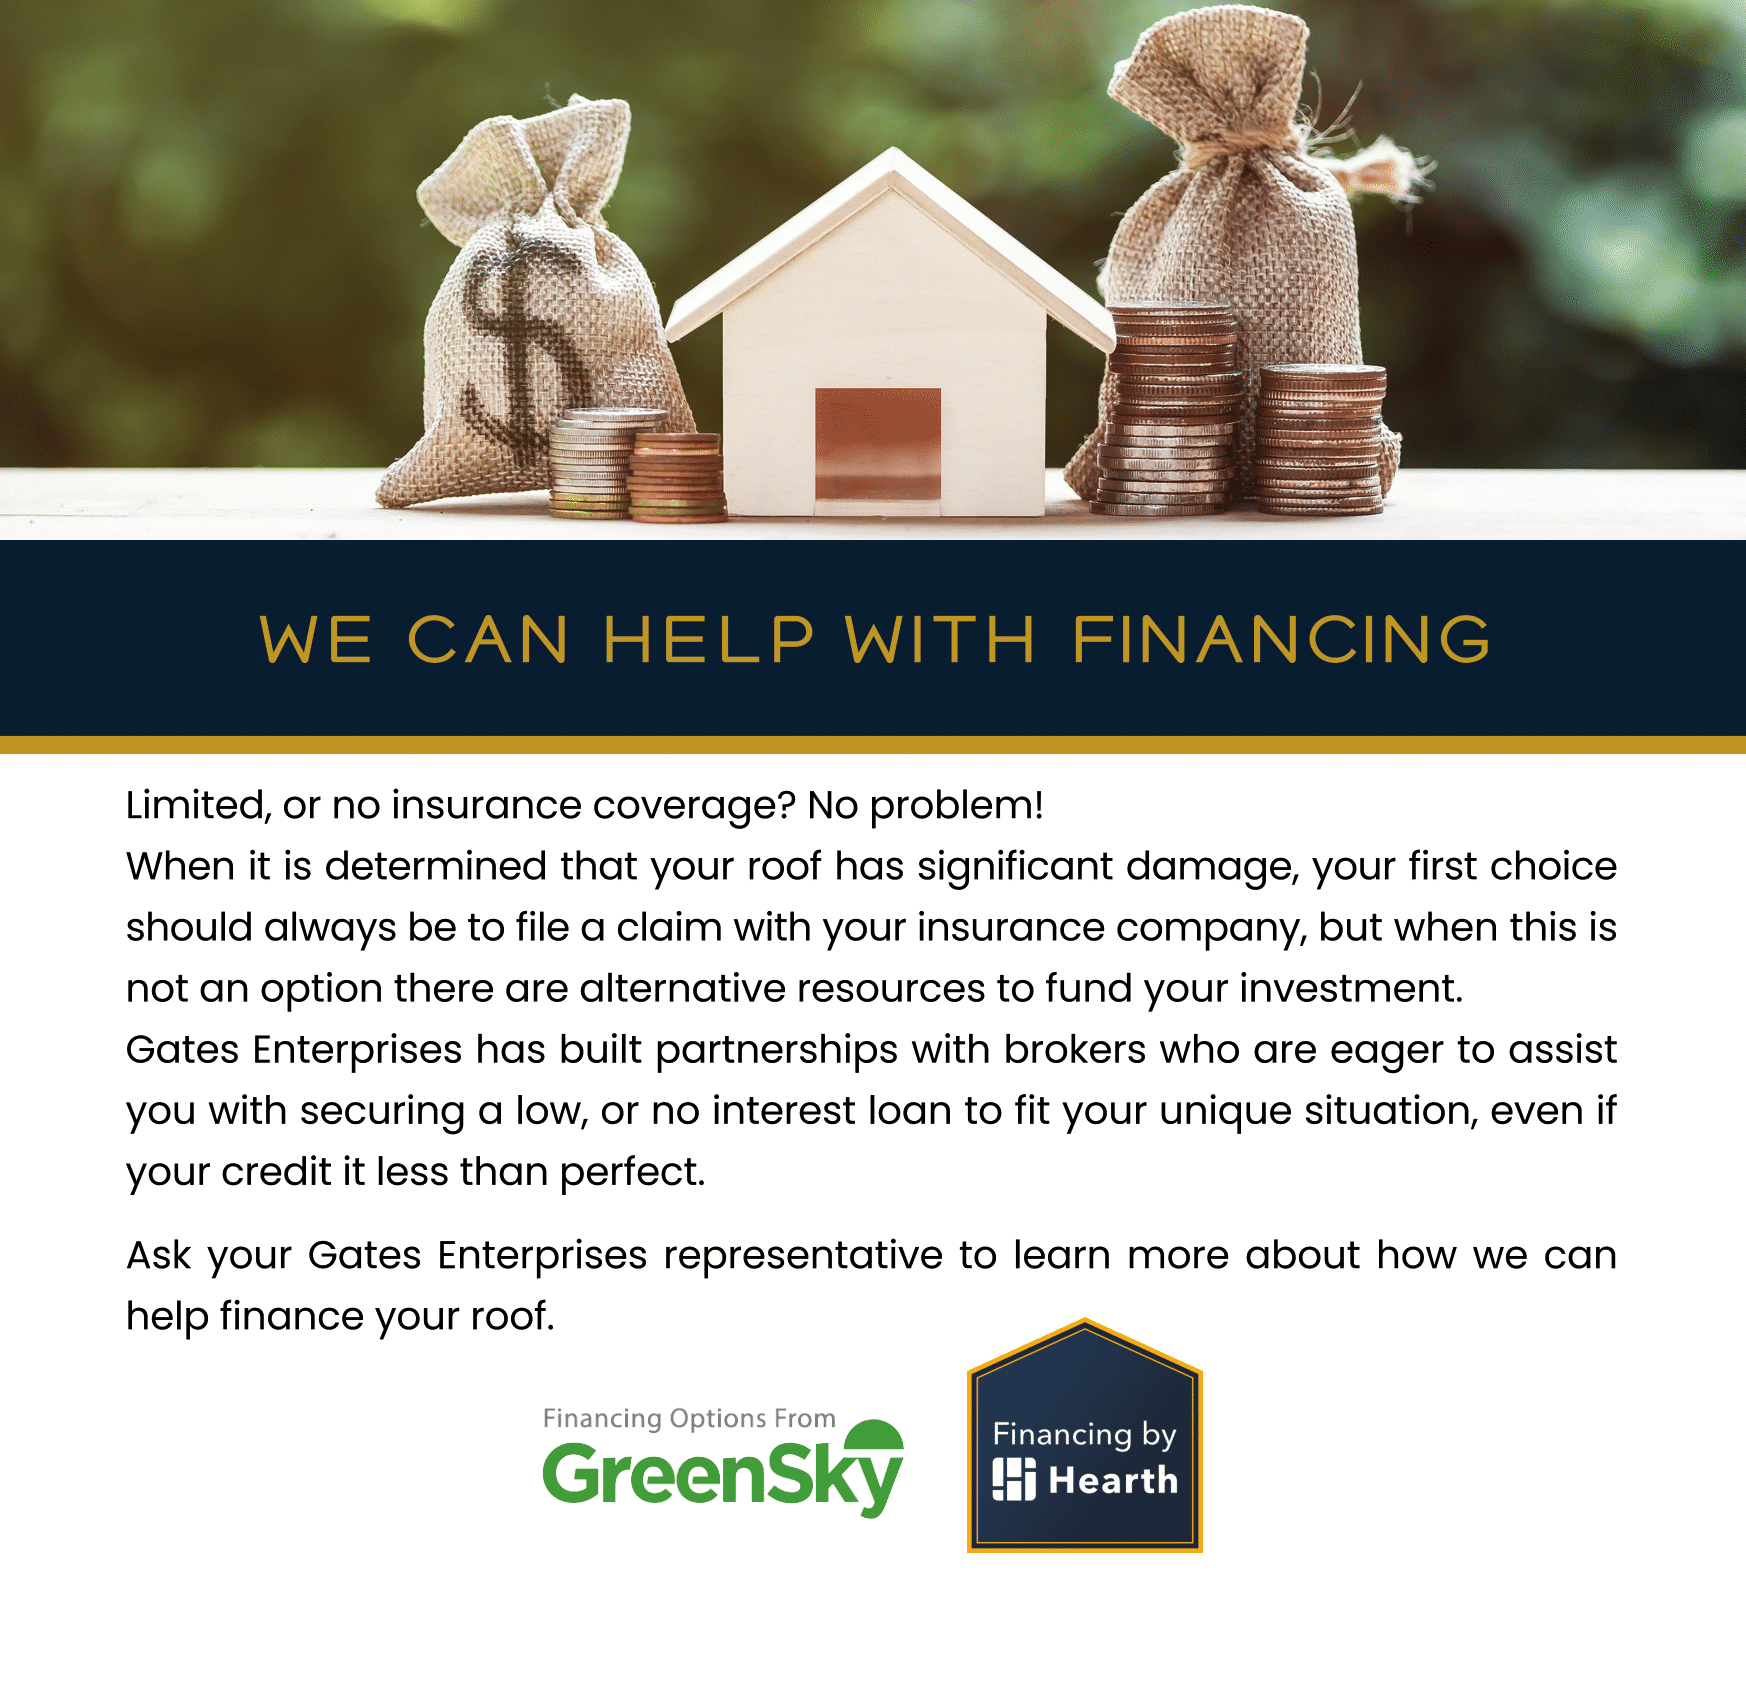 $
WE CAN HELP WITH FINANCING
Limited, or no insurance coverage? No problem!
When it is determined that your roof has significant damage, your first choice
should always be to file a claim with your insurance company, but when this is
not an option there are alternative resources to fund your investment.
Gates Enterprises has built partnerships with brokers who are eager to assist
you with securing a low, or no interest loan to fit your unique situation, even if
your credit it less than perfect.
Ask your Gates Enterprises representative to learn more about how we can
help finance your roof.
Financing Options From
GreenSky
Financing by
Hearth